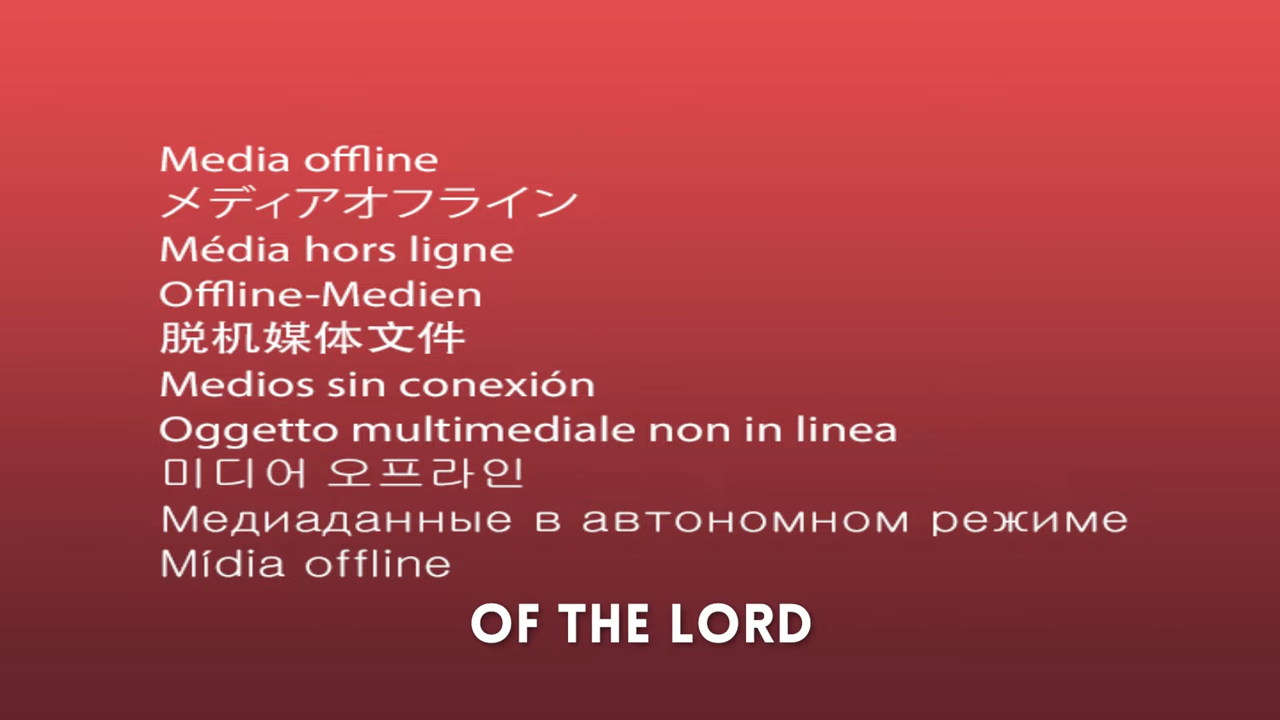 Media offline
メディアオフライン
Média hors ligne
Offline-Medien
脱机媒体文件
Medios sin conexión
Oggetto multimediale non in linea
미디어 오프라인
Медиаданные в автономном режиме
Mídia offline
OF THE LORD